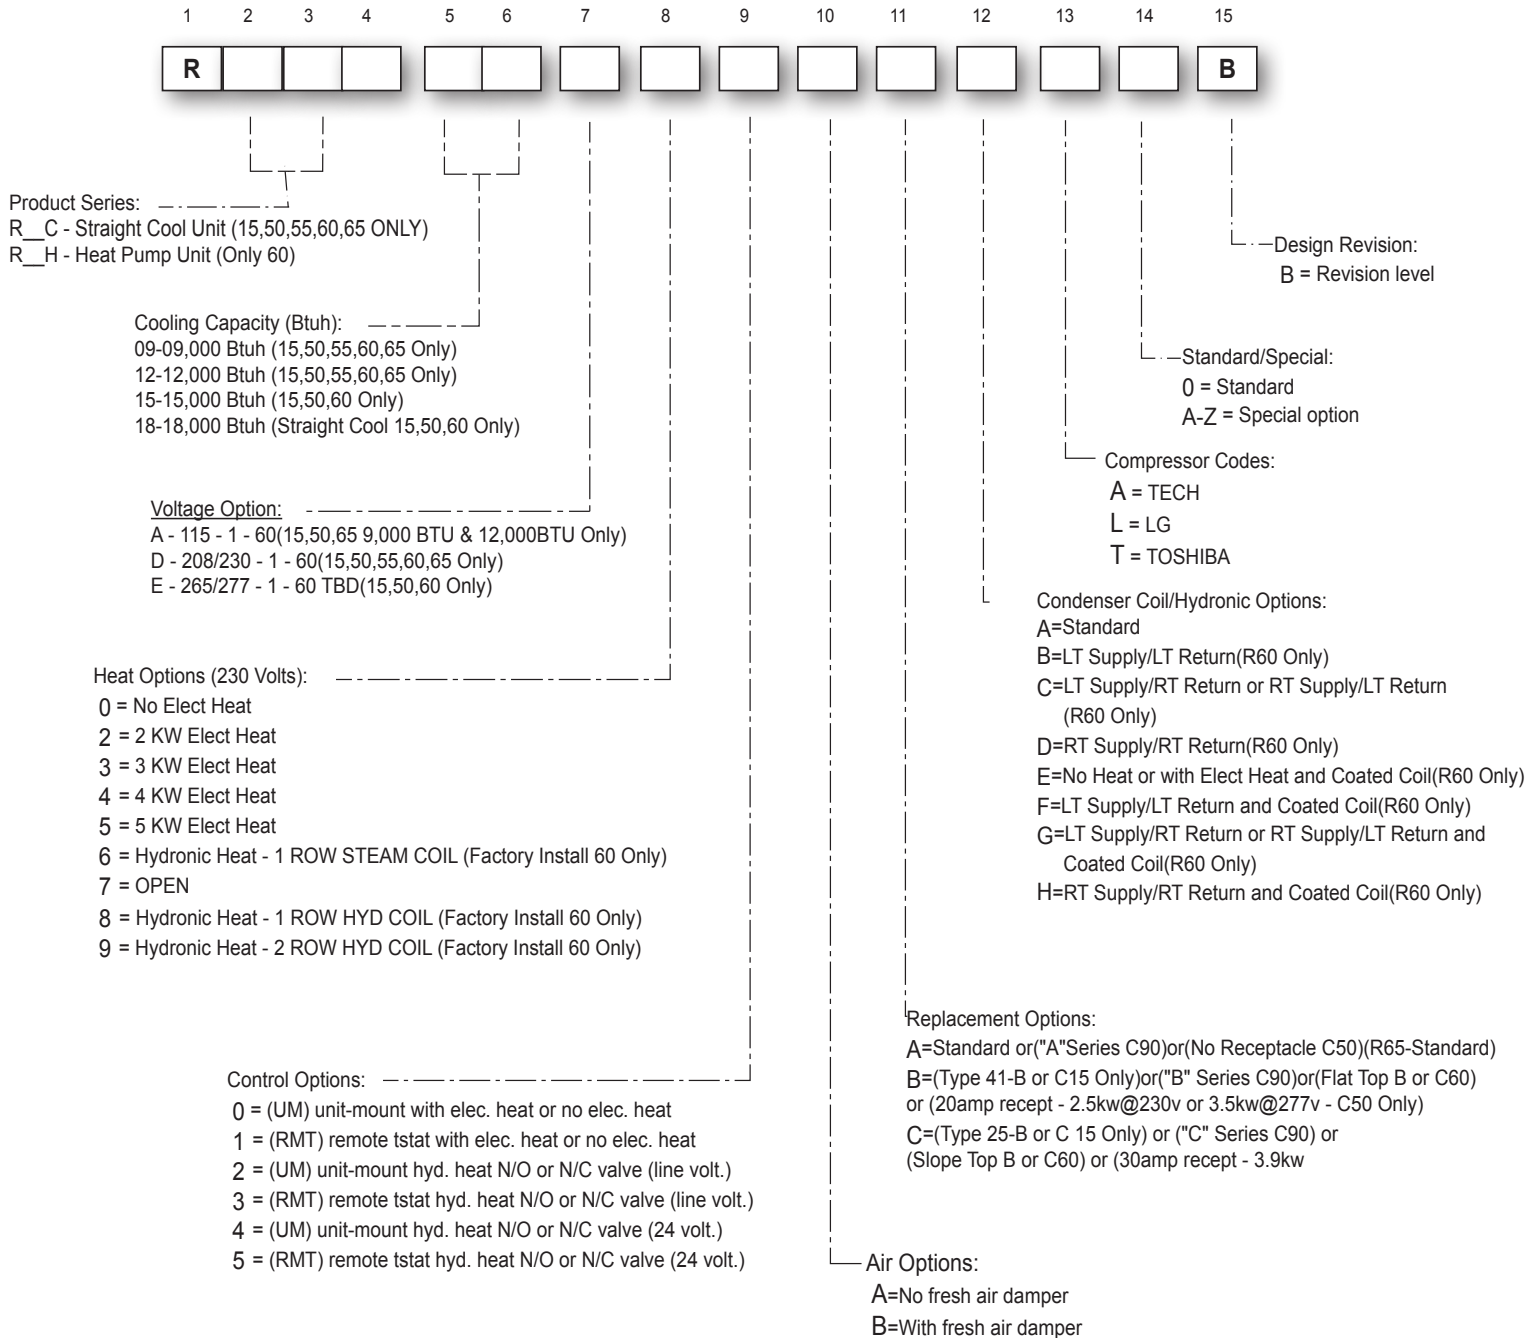 1 2 3 4 5 6 7 8 9 10 11 12 13 14 15
R B
Product Series:
R__C - Straight Cool Unit (15,50,55,60,65 ONLY)
R__H - Heat Pump Unit (Only 60)
Cooling Capacity (Btuh):
09-09,000 Btuh (15,50,55,60,65 Only)
12-12,000 Btuh (15,50,55,60,65 Only)
15-15,000 Btuh (15,50,60 Only)
18-18,000 Btuh (Straight Cool 15,50,60 Only)
Voltage Option:
A - 115 - 1 - 60(15,50,65 9,000 BTU & 12,000BTU Only)
D - 208/230 - 1 - 60(15,50,55,60,65 Only)
E - 265/277 - 1 - 60 TBD(15,50,60 Only)
Heat Options (230 Volts):
0 = No Elect Heat
2 = 2 KW Elect Heat
3 = 3 KW Elect Heat
4 = 4 KW Elect Heat
5 = 5 KW Elect Heat
6 = Hydronic Heat - 1 ROW STEAM COIL (Factory Install 60 Only)
7 = OPEN
8 = Hydronic Heat - 1 ROW HYD COIL (Factory Install 60 Only)
9 = Hydronic Heat - 2 ROW HYD COIL (Factory Install 60 Only)
Control Options:
0 = (UM) unit-mount with elec. heat or no elec. heat
1 = (RMT) remote tstat with elec. heat or no elec. heat
2 = (UM) unit-mount hyd. heat N/O or N/C valve (line volt.)
3 = (RMT) remote tstat hyd. heat N/O or N/C valve (line volt.)
4 = (UM) unit-mount hyd. heat N/O or N/C valve (24 volt.)
5 = (RMT) remote tstat hyd. heat N/O or N/C valve (24 volt.)
Air Options:
A=No fresh air damper
B=With fresh air damper
Replacement Options:
A=Standard or("A"Series C90)or(No Receptacle C50)(R65-Standard)
B=(Type 41-B or C15 Only)or("B" Series C90)or(Flat Top B or C60)
or (20amp recept - 2.5kw@230v or 3.5kw@277v - C50 Only)
C=(Type 25-B or C 15 Only) or ("C" Series C90) or
(Slope Top B or C60) or (30amp recept - 3.9kw
Condenser Coil/Hydronic Options:
A=Standard
B=LT Supply/LT Return(R60 Only)
C=LT Supply/RT Return or RT Supply/LT Return
(R60 Only)
D=RT Supply/RT Return(R60 Only)
E=No Heat or with Elect Heat and Coated Coil(R60 Only)
F=LT Supply/LT Return and Coated Coil(R60 Only)
G=LT Supply/RT Return or RT Supply/LT Return and
Coated Coil(R60 Only)
H=RT Supply/RT Return and Coated Coil(R60 Only)
Compressor Codes:
A = TECH
L = LG
T = TOSHIBA
Standard/Special:
0 = Standard
A-Z = Special option
Design Revision:
B = Revision level